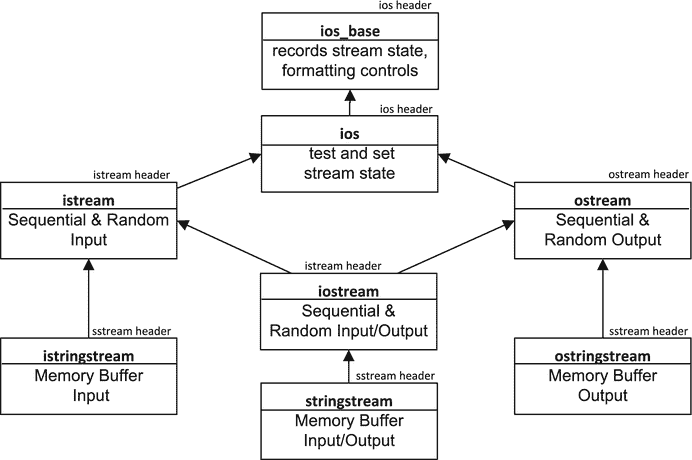 ios header
ios_base
records stream state,
formatting controls
ios header
ios
test and set
stream state
istream header
istream
Sequential & Random
Input
ostream header
ostream
Sequential &
Random Output
istream header
iostream
Sequential &
Random Input/Output
sstream header
istringstream
Memory Buffer
Input
sstream header
stringstream
Memory Buffer
Input/Output
sstream header
ostringstream
Memory Buffer
Output